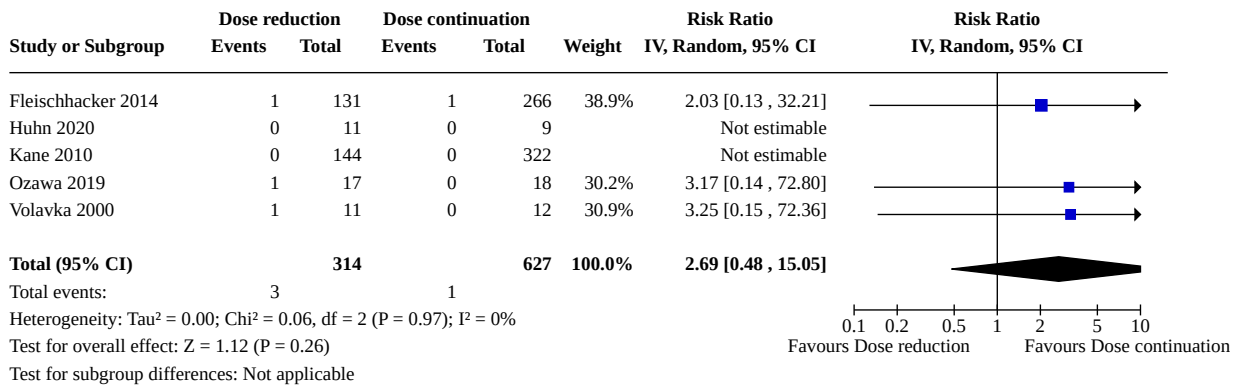 Dose reduction Dose continuation Risk Ratio Risk Ratio
Study or Subgroup Events Total Events Total Weight IV, Random, 95% CI IV, Random, 95% CI
Fleischhacker 2014 1 131 1 266 38.9% 2.03 [0.13 , 32.21]
Huhn 2020 0 11 0 9 Not estimable
Kane 2010 0 144 0 322 Not estimable
Ozawa 2019 1 17 0 18 30.2% 3.17 [0.14 , 72.80]
Volavka 2000 1 11 0 12 30.9% 3.25 [0.15 , 72.36]
Total (95% CI) 314 627 100.0% 2.69 [0.48 , 15.05]
Total events: 3 1
Heterogeneity: Tau² = 0.00; Chi² = 0.06, df = 2 (P = 0.97); I² = 0%
Test for overall effect: Z = 1.12 (P = 0.26)
Test for subgroup differences: Not applicable
0.1 0.2 0.5 1 2 5 10
Favours Dose reduction Favours Dose continuation